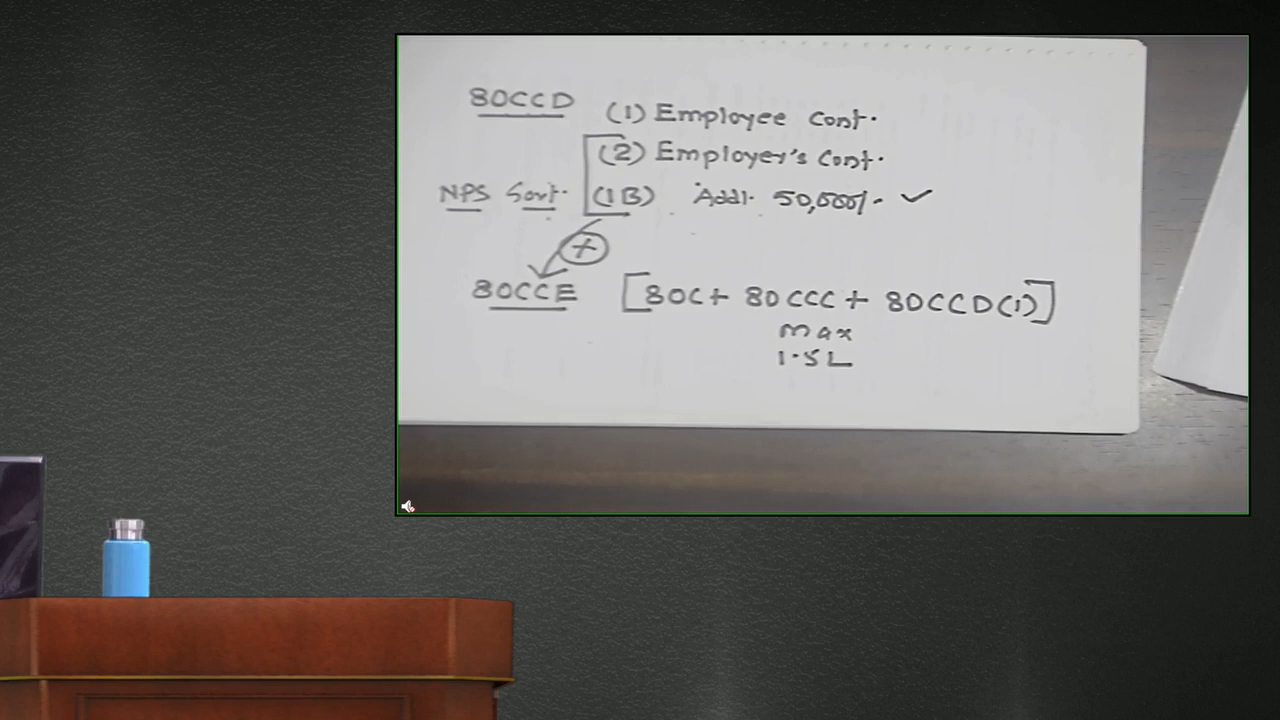 80CCD (1) Employee Cont.
(2) Employer's Cont.
NPS Govt. (1B) Addl. 50,000/- ✓
+
80CCE [80C + 80CCC + 80CCD(1)]
max
1.5L